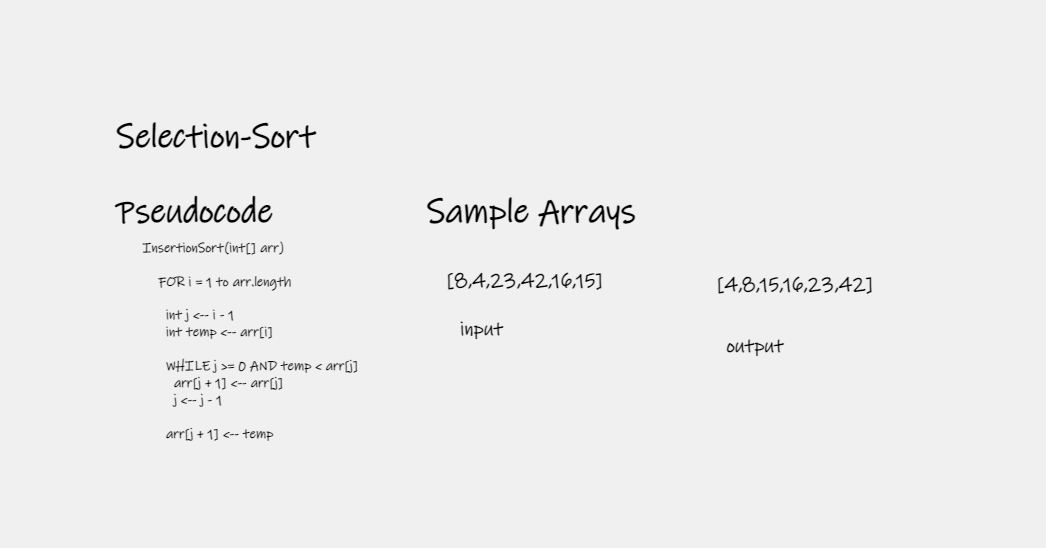 Selection-Sort
Pseudocode
InsertionSort(int[] arr)
FOR i = 1 to arr.length
int j <-- i - 1
int temp <-- arr[i]
WHILE j >= 0 AND temp < arr[j]
arr[j + 1] <-- arr[j]
j <-- j - 1
arr[j + 1] <-- temp
Sample Arrays
[8,4,23,42,16,15]
input
[4,8,15,16,23,42]
output